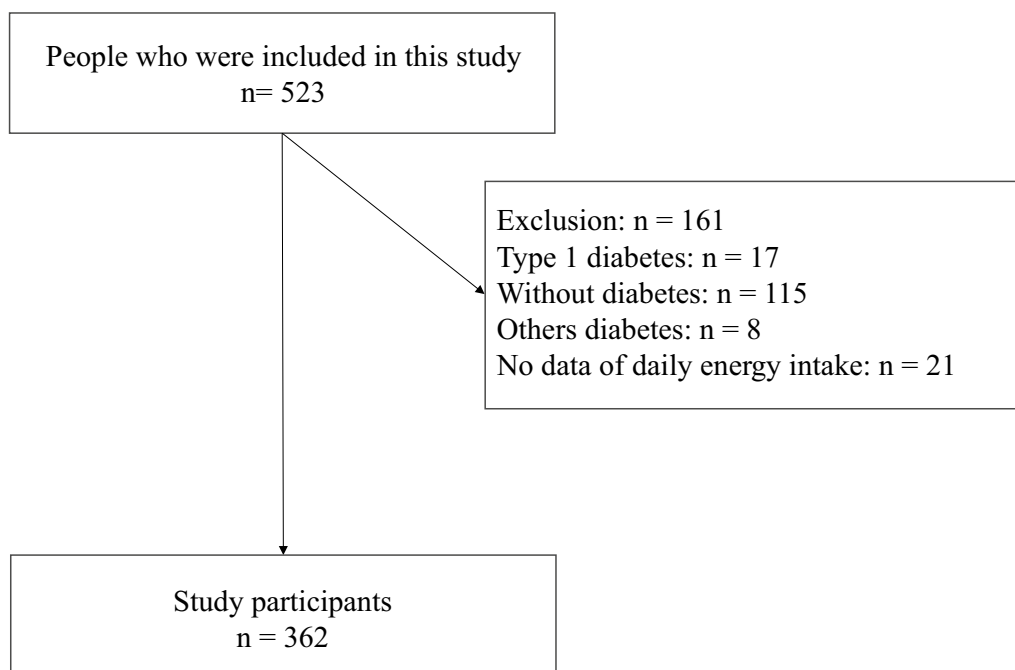 People who were included in this study
n= 523
Exclusion: n = 161
Type 1 diabetes: n = 17
Without diabetes: n = 115
Others diabetes: n = 8
No data of daily energy intake: n = 21
Study participants
n = 362